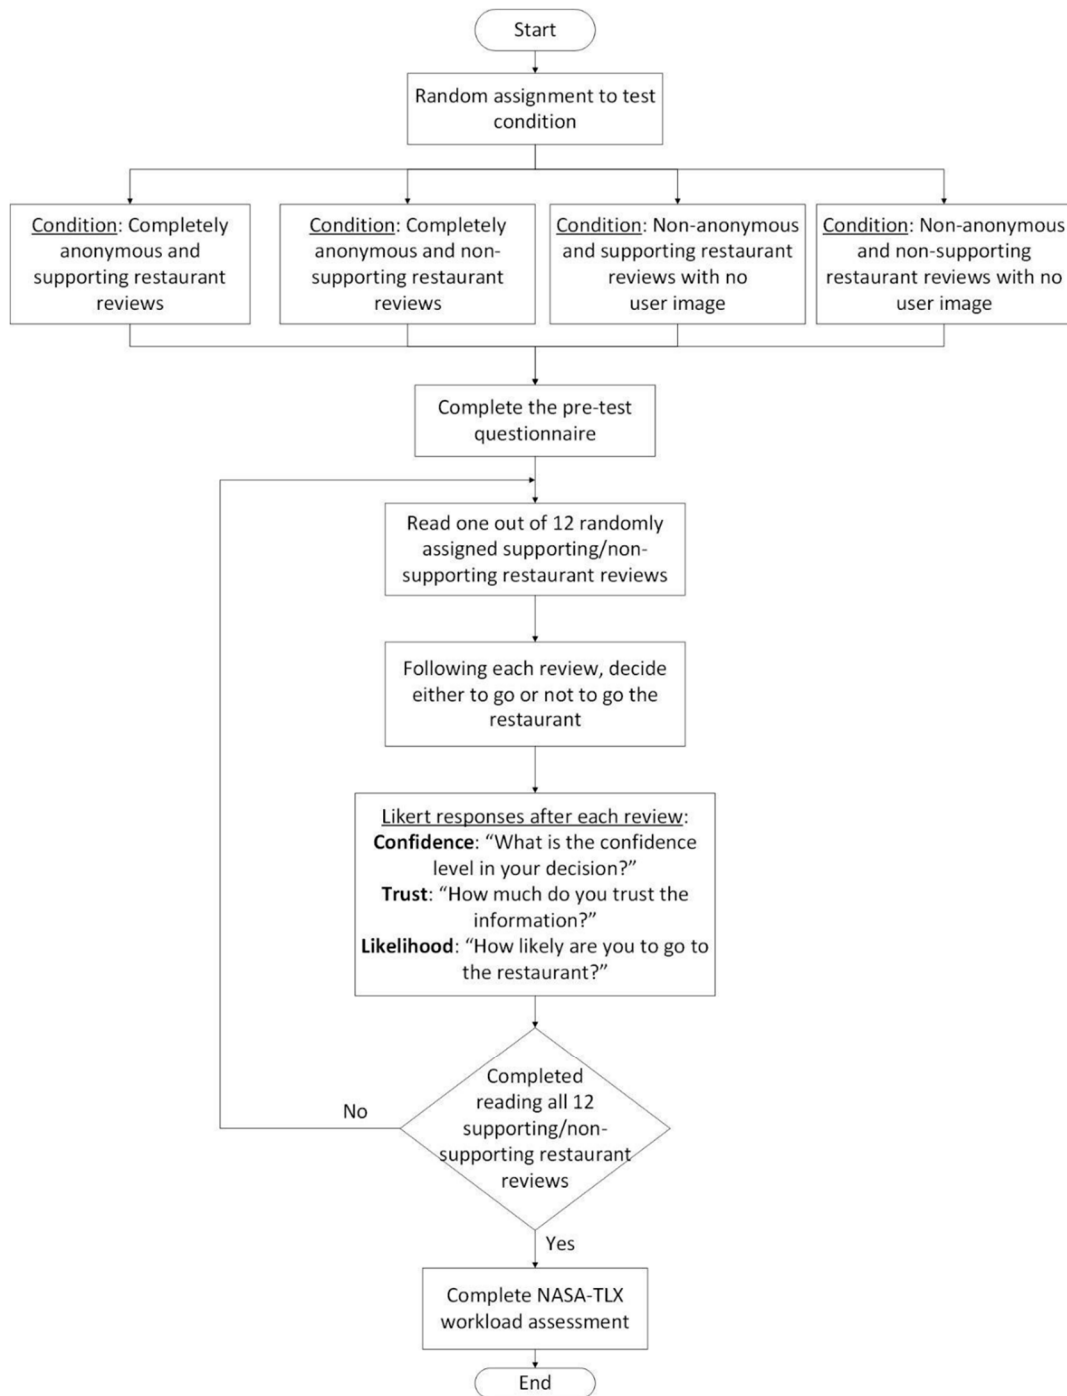 Start
Random assignment to test
condition
Condition: Completely
anonymous and
supporting restaurant
reviews
Condition: Completely
anonymous and non-
supporting restaurant
reviews
Condition: Non-anonymous
and supporting restaurant
reviews with no
user image
Condition: Non-anonymous
and non-supporting
restaurant reviews with no
user image
Complete the pre-test
questionnaire
Read one out of 12 randomly
assigned supporting/non-
supporting restaurant reviews
Following each review, decide
either to go or not to go the
restaurant
Likert responses after each review:
Confidence: “What is the confidence
level in your decision?”
Trust: “How much do you trust the
information?”
Likelihood: “How likely are you to go to
the restaurant?”
Completed
reading all 12
supporting/non-
supporting restaurant
reviews
No
Yes
Complete NASA-TLX
workload assessment
End